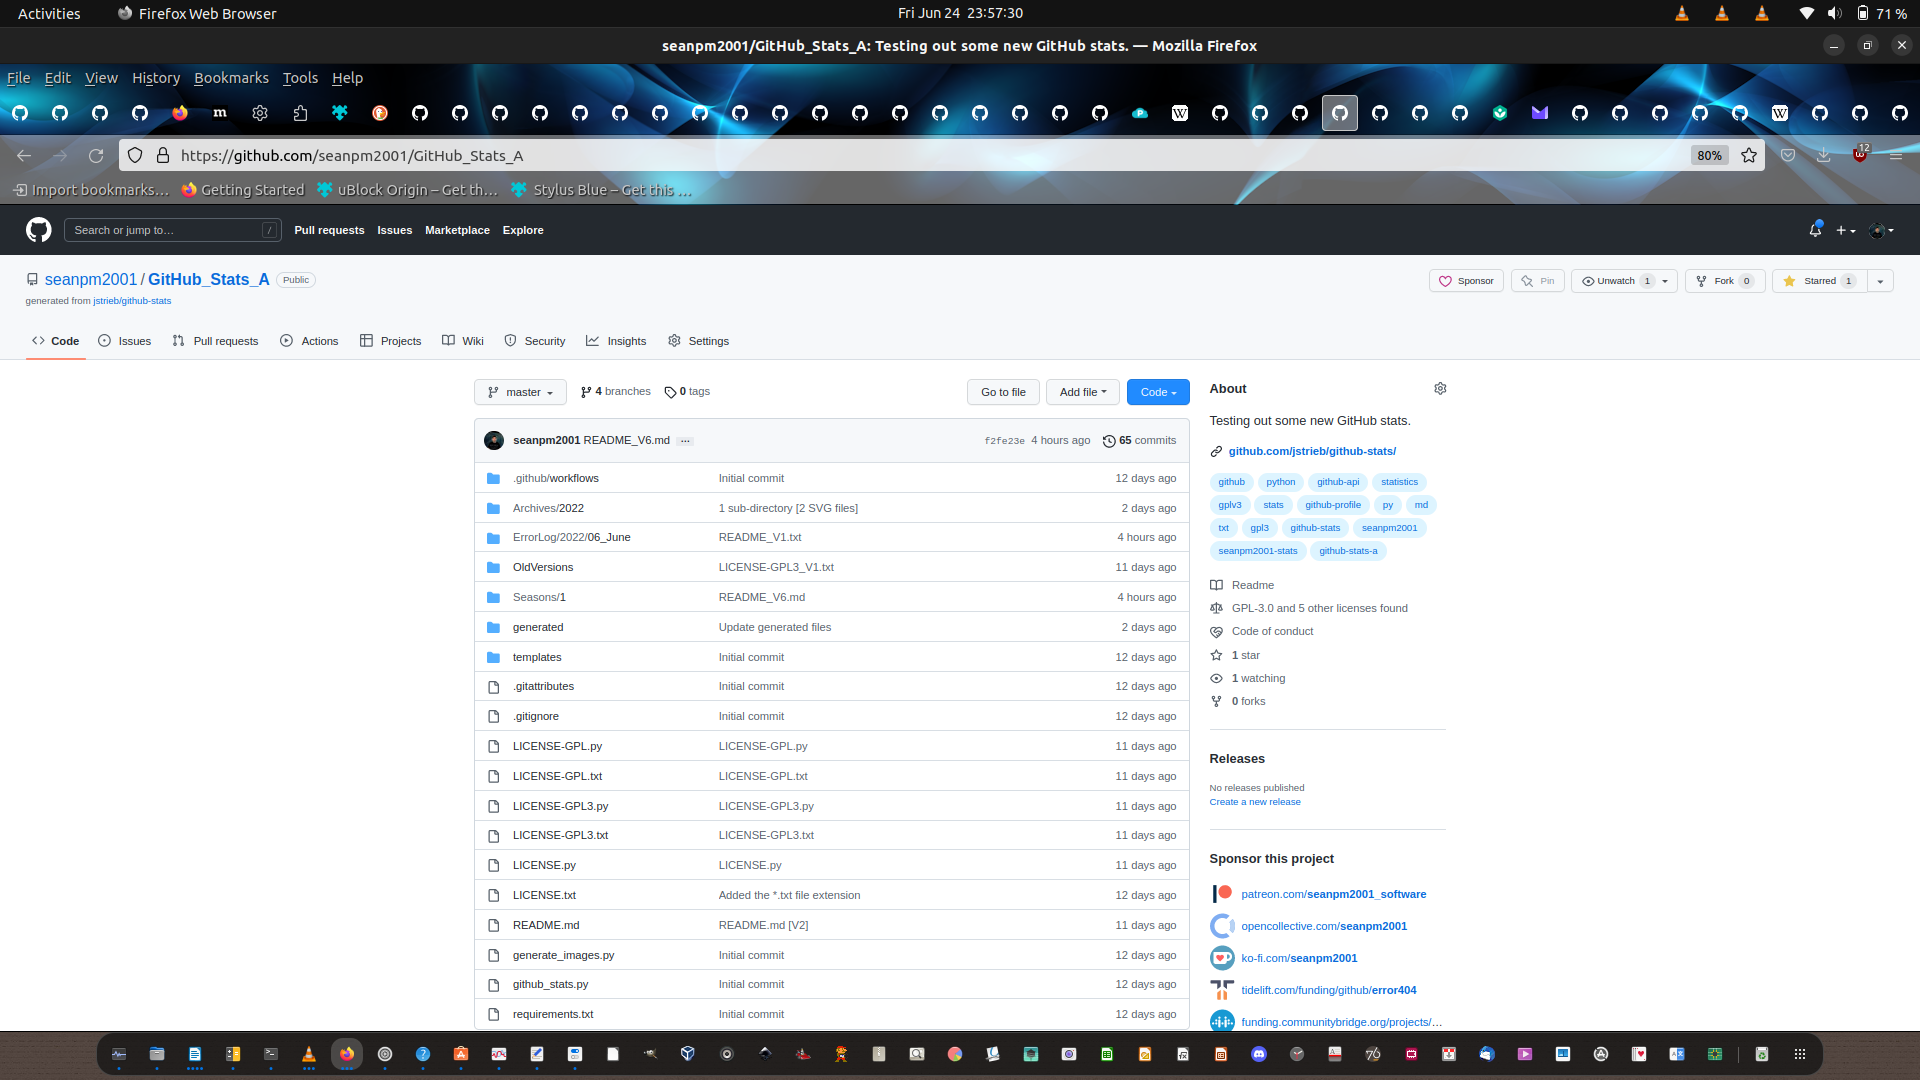 Activities Firefox Web Browser Fri Jun 24 23:57:30 71 %
seanpm2001/GitHub_Stats_A: Testing out some new GitHub stats. — Mozilla Firefox
File Edit View History Bookmarks Tools Help
https://github.com/seanpm2001/GitHub_Stats_A 80% 12
Import bookmarks… Getting Started uBlock Origin – Get th… Stylus Blue – Get this …
Search or jump to… / Pull requests Issues Marketplace Explore
seanpm2001 / GitHub_Stats_A Public Sponsor Pin Unwatch 1 Fork 0 Starred 1
generated from jstrieb/github-stats
Code Issues Pull requests Actions Projects Wiki Security Insights Settings
master 4 branches 0 tags Go to file Add file Code
seanpm2001 README_V6.md … f2fe23e 4 hours ago 65 commits
.github/workflows Initial commit 12 days ago
Archives/2022 1 sub-directory [2 SVG files] 2 days ago
ErrorLog/2022/06_June README_V1.txt 4 hours ago
OldVersions LICENSE-GPL3_V1.txt 11 days ago
Seasons/1 README_V6.md 4 hours ago
generated Update generated files 2 days ago
templates Initial commit 12 days ago
.gitattributes Initial commit 12 days ago
.gitignore Initial commit 12 days ago
LICENSE-GPL.py LICENSE-GPL.py 11 days ago
LICENSE-GPL.txt LICENSE-GPL.txt 11 days ago
LICENSE-GPL3.py LICENSE-GPL3.py 11 days ago
LICENSE-GPL3.txt LICENSE-GPL3.txt 11 days ago
LICENSE.py LICENSE.py 11 days ago
LICENSE.txt Added the *.txt file extension 12 days ago
README.md README.md [V2] 11 days ago
generate_images.py Initial commit 12 days ago
github_stats.py Initial commit 12 days ago
requirements.txt Initial commit 12 days ago
About
Testing out some new GitHub stats.
github.com/jstrieb/github-stats/
github python github-api statistics
gplv3 stats github-profile py md
txt gpl3 github-stats seanpm2001
seanpm2001-stats github-stats-a
Readme
GPL-3.0 and 5 other licenses found
Code of conduct
1 star
1 watching
0 forks
Releases
No releases published
Create a new release
Sponsor this project
patreon.com/seanpm2001_software
opencollective.com/seanpm2001
ko-fi.com/seanpm2001
tidelift.com/funding/github/error404
funding.communitybridge.org/projects/…